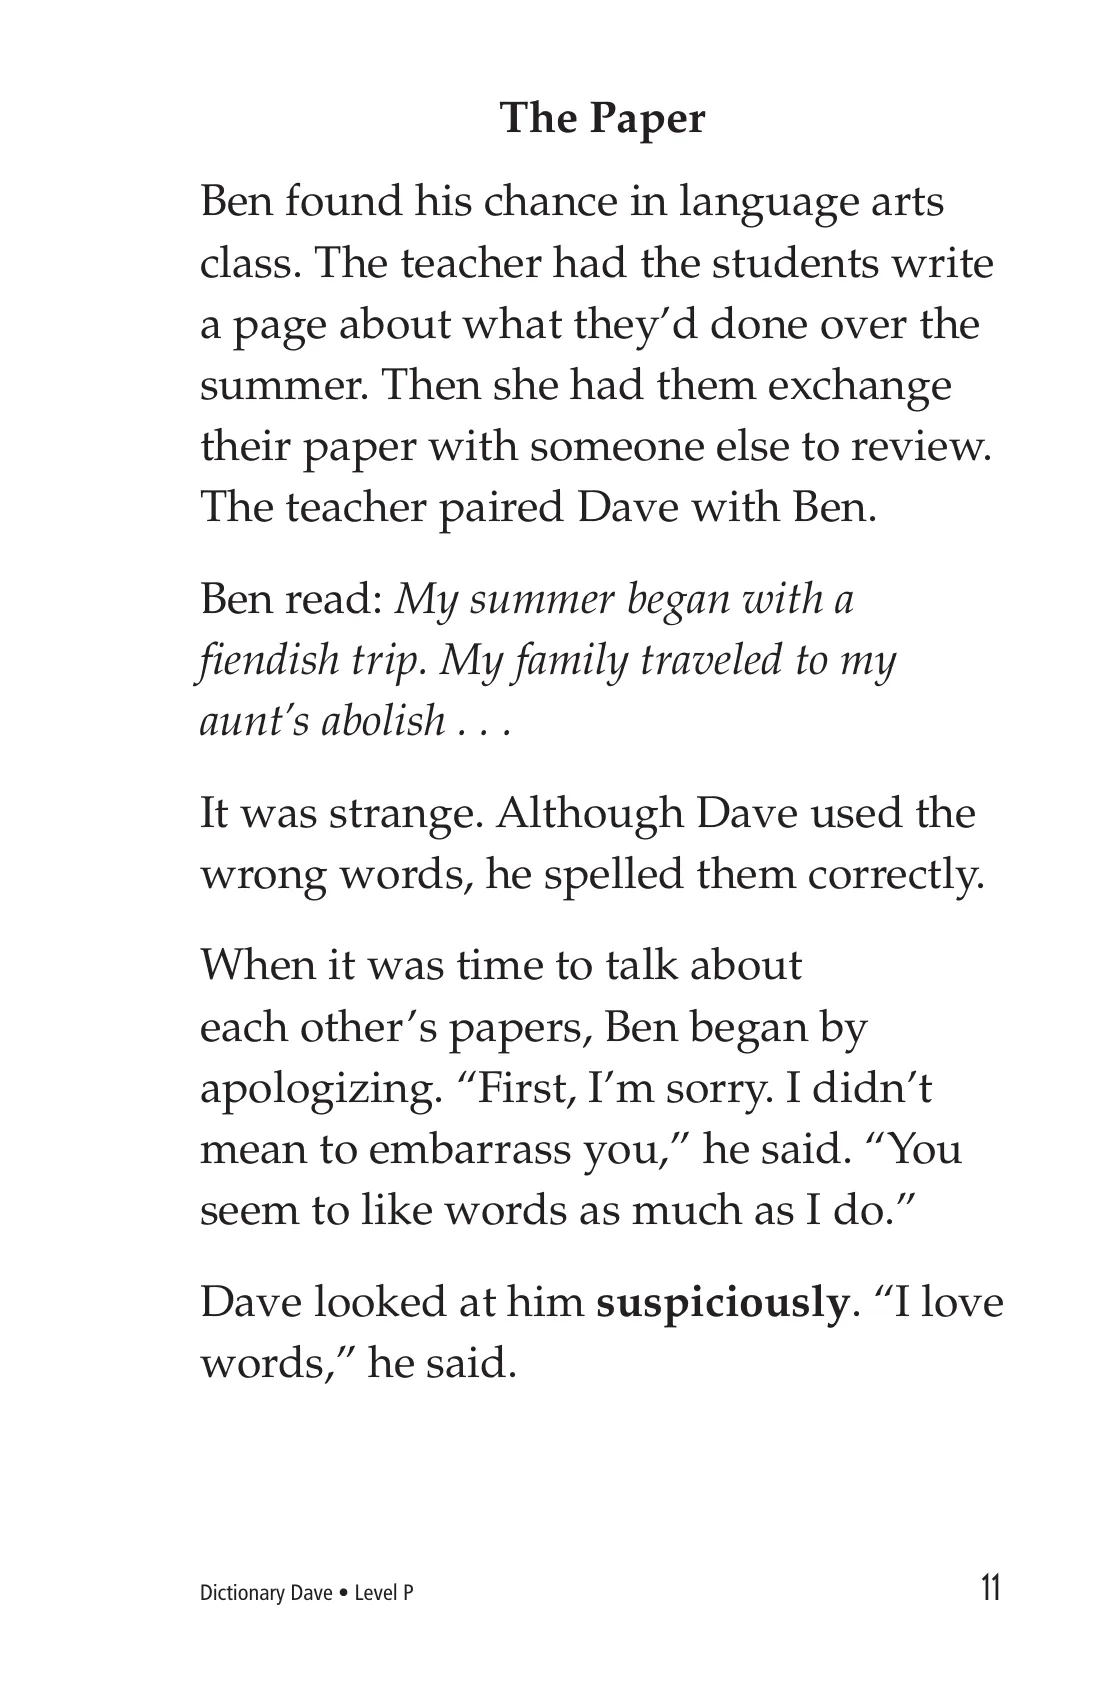 The Paper
Ben found his chance in language arts
class. The teacher had the students write
a page about what they’d done over the
summer. Then she had them exchange
their paper with someone else to review.
The teacher paired Dave with Ben.
Ben read: My summer began with a
fiendish trip. My family traveled to my
aunt’s abolish . . .
It was strange. Although Dave used the
wrong words, he spelled them correctly.
When it was time to talk about
each other’s papers, Ben began by
apologizing. “First, I’m sorry. I didn’t
mean to embarrass you,” he said. “You
seem to like words as much as I do.”
Dave looked at him suspiciously. “I love
words,” he said.
Dictionary Dave • Level P 11